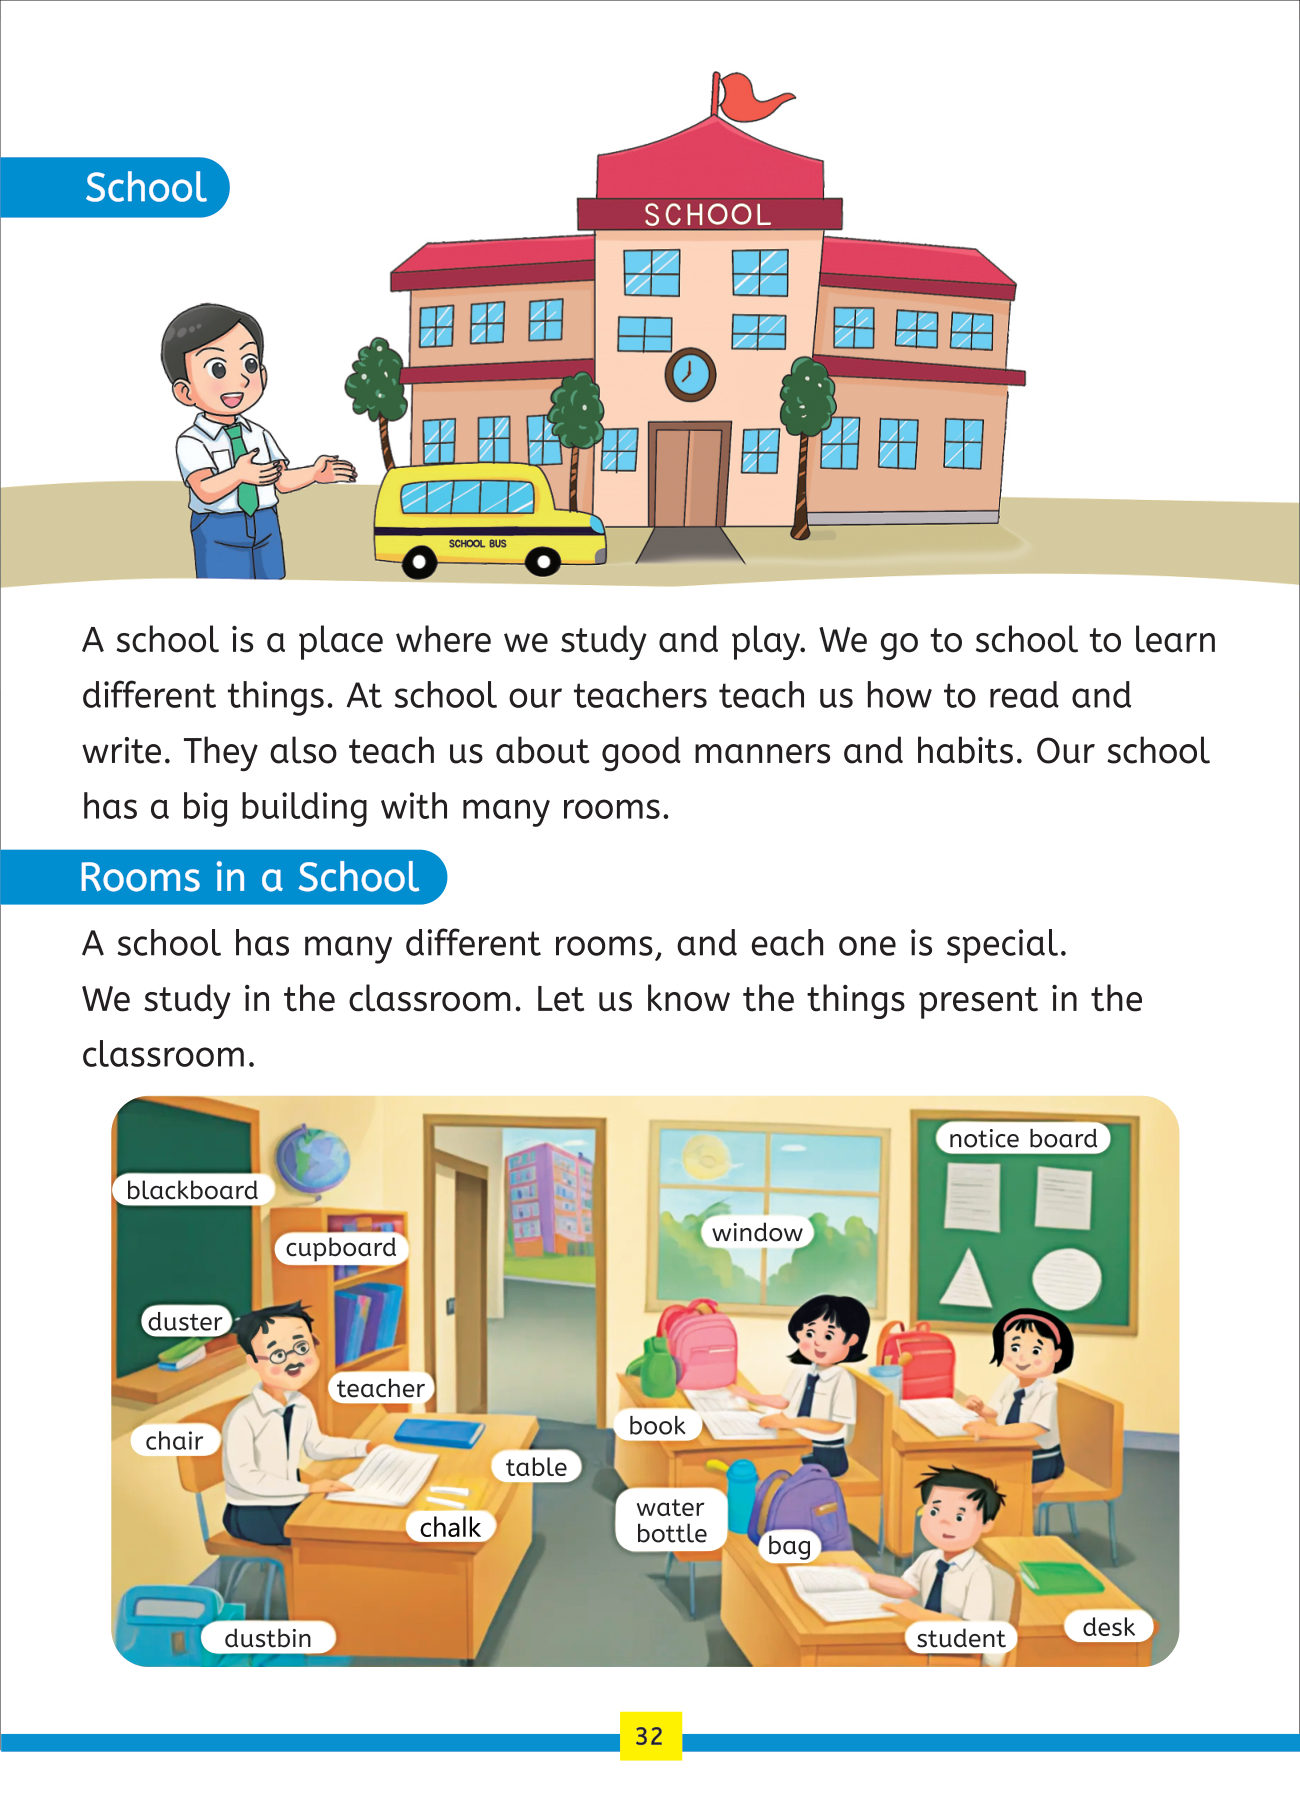 School
SCHOOL
SCHOOL BUS
A school is a place where we study and play. We go to school to learn
different things. At school our teachers teach us how to read and
write. They also teach us about good manners and habits. Our school
has a big building with many rooms.
Rooms in a School
A school has many different rooms, and each one is special.
We study in the classroom. Let us know the things present in the
classroom.
notice board
blackboard
window
cupboard
duster
teacher
book
chair
table
water
bottle
chalk
bag
desk
dustbin
student
32